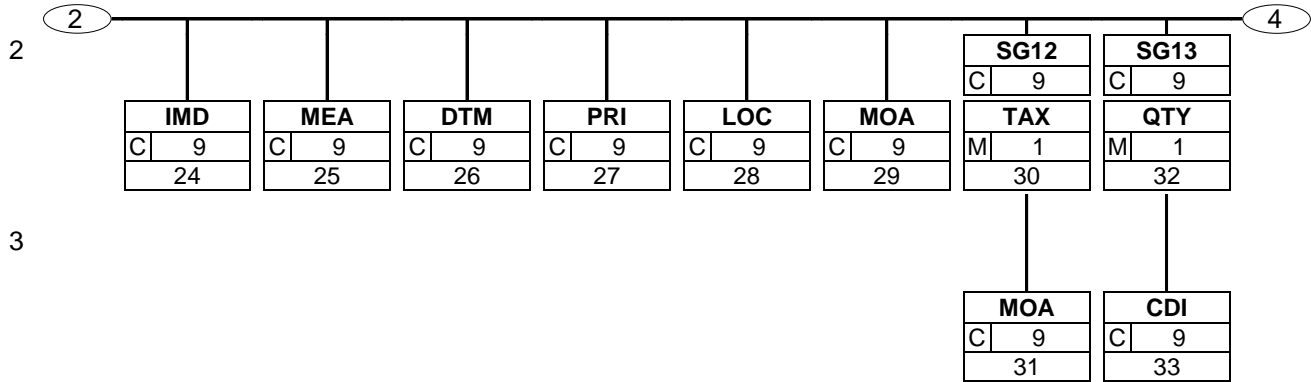 2 4
2 SG12 SG13
C 9 C 9
IMD MEA DTM PRI LOC MOA TAX QTY
C 9 C 9 C 9 C 9 C 9 C 9 M 1 M 1
24 25 26 27 28 29 30 32
3
MOA CDI
C 9 C 9
31 33